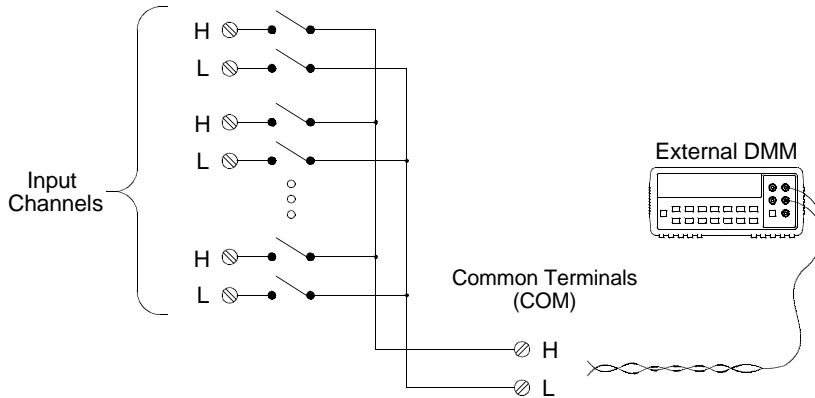 H
L
H
L
Input
Channels
H
L
External DMM
Common Terminals
(COM)
H
L